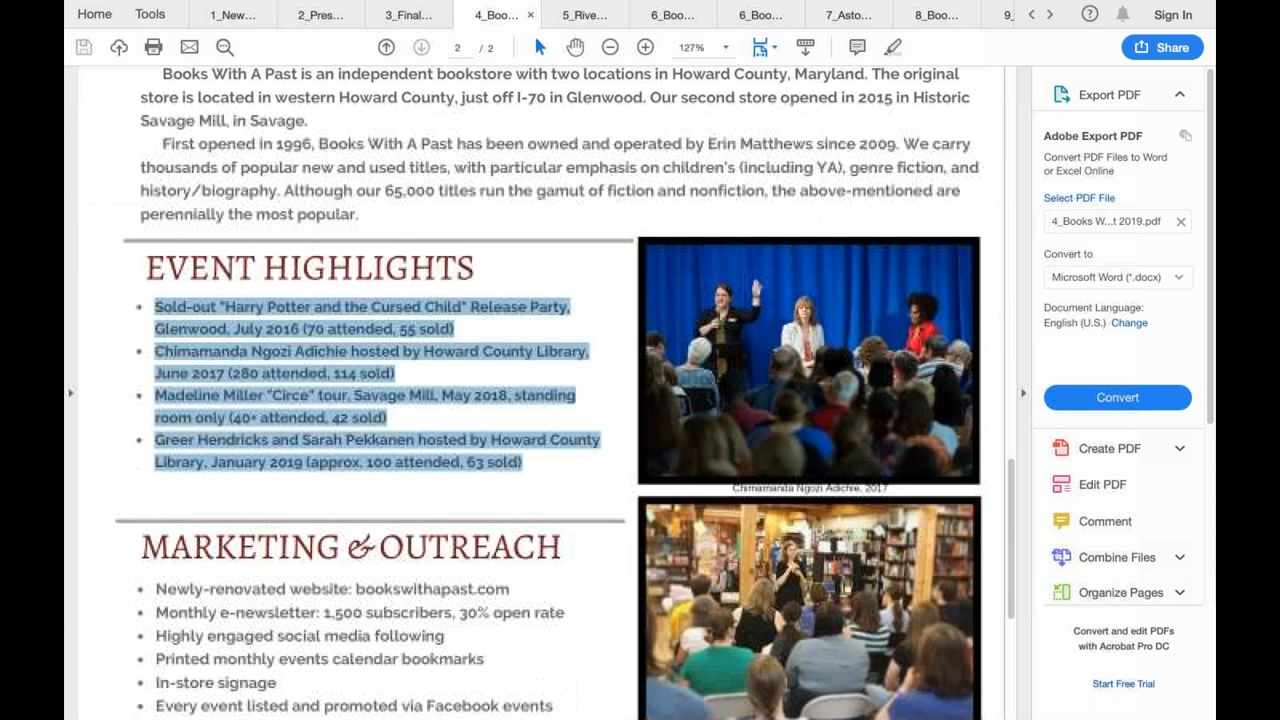 Home Tools 1_New... 2_Pres... 3_Final... 4_Boo... × 5_Rive... 6_Boo... 6_Boo... 7_Asto... 8_Boo... 9_ Sign In
2 / 2 127% Share
Books With A Past is an independent bookstore with two locations in Howard County, Maryland. The original
store is located in western Howard County, just off I-70 in Glenwood. Our second store opened in 2015 in Historic
Savage Mill, in Savage.
First opened in 1996, Books With A Past has been owned and operated by Erin Matthews since 2009. We carry
thousands of popular new and used titles, with particular emphasis on children's (including YA), genre fiction, and
history/biography. Although our 65,000 titles run the gamut of fiction and nonfiction, the above-mentioned are
perennially the most popular.
EVENT HIGHLIGHTS
• Sold-out "Harry Potter and the Cursed Child" Release Party,
Glenwood, July 2016 (70 attended, 55 sold)
• Chimamanda Ngozi Adichie hosted by Howard County Library,
June 2017 (280 attended, 114 sold)
• Madeline Miller "Circe" tour, Savage Mill, May 2018, standing
room only (40+ attended, 42 sold)
• Greer Hendricks and Sarah Pekkanen hosted by Howard County
Library, January 2019 (approx. 100 attended, 63 sold)
Chimamanda Ngozi Adichie, 2017
MARKETING & OUTREACH
• Newly-renovated website: bookswithapast.com
• Monthly e-newsletter: 1,500 subscribers, 30% open rate
• Highly engaged social media following
• Printed monthly events calendar bookmarks
• In-store signage
• Every event listed and promoted via Facebook events
Export PDF
Adobe Export PDF
Convert PDF Files to Word
or Excel Online
Select PDF File
4_Books W...t 2019.pdf ×
Convert to
Microsoft Word (*.docx)
Document Language:
English (U.S.) Change
Convert
Create PDF
Edit PDF
Comment
Combine Files
Organize Pages
Convert and edit PDFs
with Acrobat Pro DC
Start Free Trial